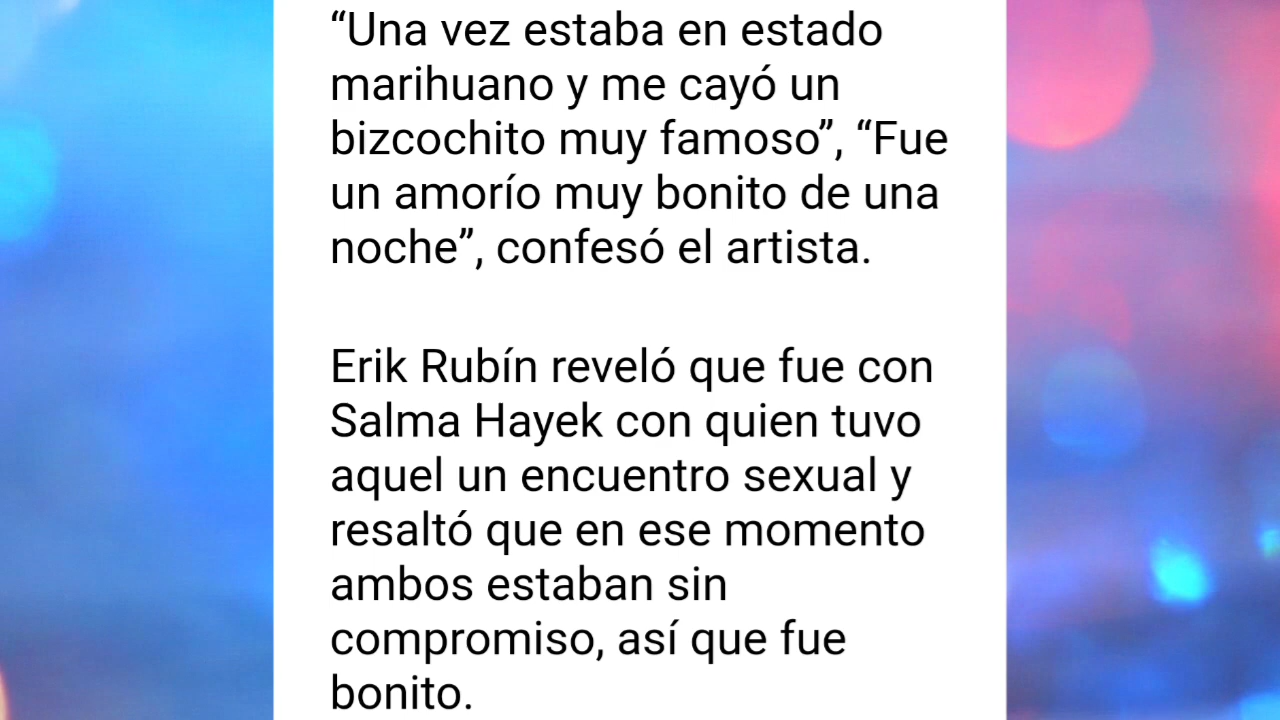 “Una vez estaba en estado
marihuano y me cayó un
bizcochito muy famoso”, “Fue
un amorío muy bonito de una
noche”, confesó el artista.
Erik Rubín reveló que fue con
Salma Hayek con quien tuvo
aquel un encuentro sexual y
resaltó que en ese momento
ambos estaban sin
compromiso, así que fue
bonito.